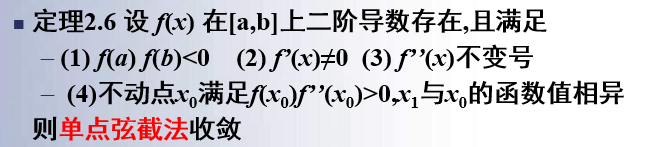 定理2.6 设 f(x) 在[a,b]上二阶导数存在,且满足
– (1) f(a) f(b)<0 (2) f’(x)≠0 (3) f’’(x)不变号
– (4)不动点x₀满足f(x₀)f’’(x₀)>0,x₁与x₀的函数值相异
则单点弦截法收敛